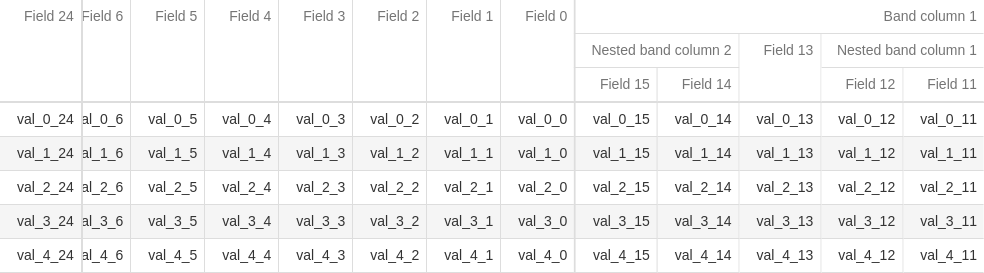 Field 24 Field 6 Field 5 Field 4 Field 3 Field 2 Field 1 Field 0 Band column 1
Nested band column 2 Field 13 Nested band column 1
Field 15 Field 14 Field 12 Field 11
val_0_24 al_0_6 val_0_5 val_0_4 val_0_3 val_0_2 val_0_1 val_0_0 val_0_15 val_0_14 val_0_13 val_0_12 val_0_11
val_1_24 al_1_6 val_1_5 val_1_4 val_1_3 val_1_2 val_1_1 val_1_0 val_1_15 val_1_14 val_1_13 val_1_12 val_1_11
val_2_24 al_2_6 val_2_5 val_2_4 val_2_3 val_2_2 val_2_1 val_2_0 val_2_15 val_2_14 val_2_13 val_2_12 val_2_11
val_3_24 al_3_6 val_3_5 val_3_4 val_3_3 val_3_2 val_3_1 val_3_0 val_3_15 val_3_14 val_3_13 val_3_12 val_3_11
val_4_24 al_4_6 val_4_5 val_4_4 val_4_3 val_4_2 val_4_1 val_4_0 val_4_15 val_4_14 val_4_13 val_4_12 val_4_11